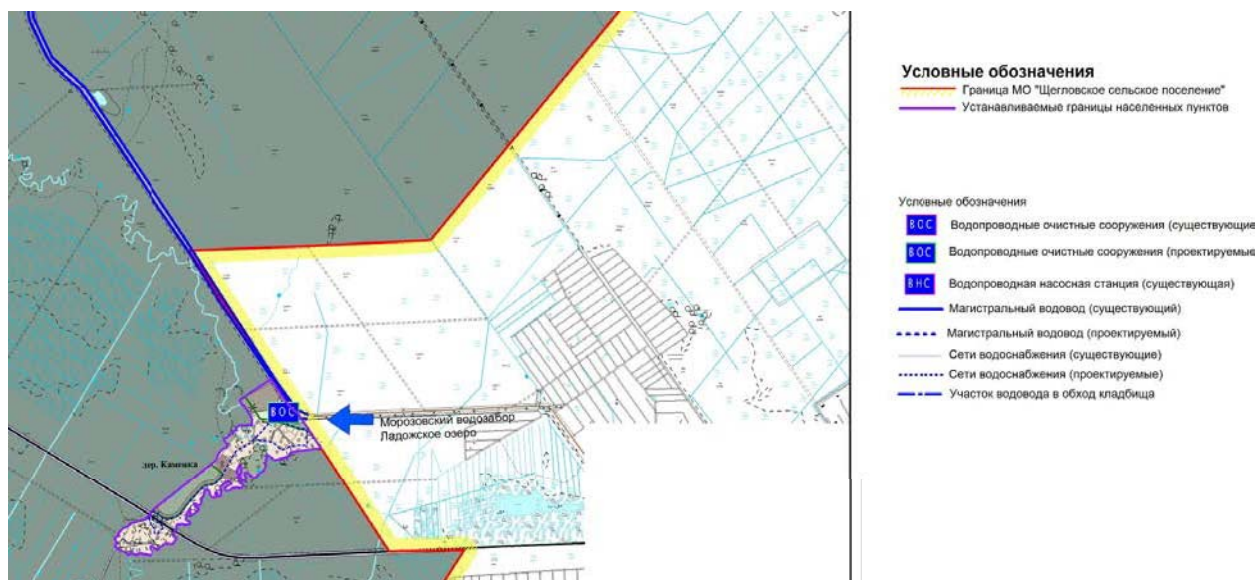 Условные обозначения
Граница МО "Щегловское сельское поселение"
Устанавливаемые границы населенных пунктов
Условные обозначения
ВОС Водопроводные очистные сооружения (существующие
ВОС Водопроводные очистные сооружения (проектируемые
ВНС Водопроводная насосная станция (существующая)
Магистральный водовод (существующий)
Магистральный водовод (проектируемый)
Сети водоснабжения (существующие)
Сети водоснабжения (проектируемые)
Участок водовода в обход кладбища
ВОС
Морозовский водозабор
Ладожское озеро
дер. Каменка